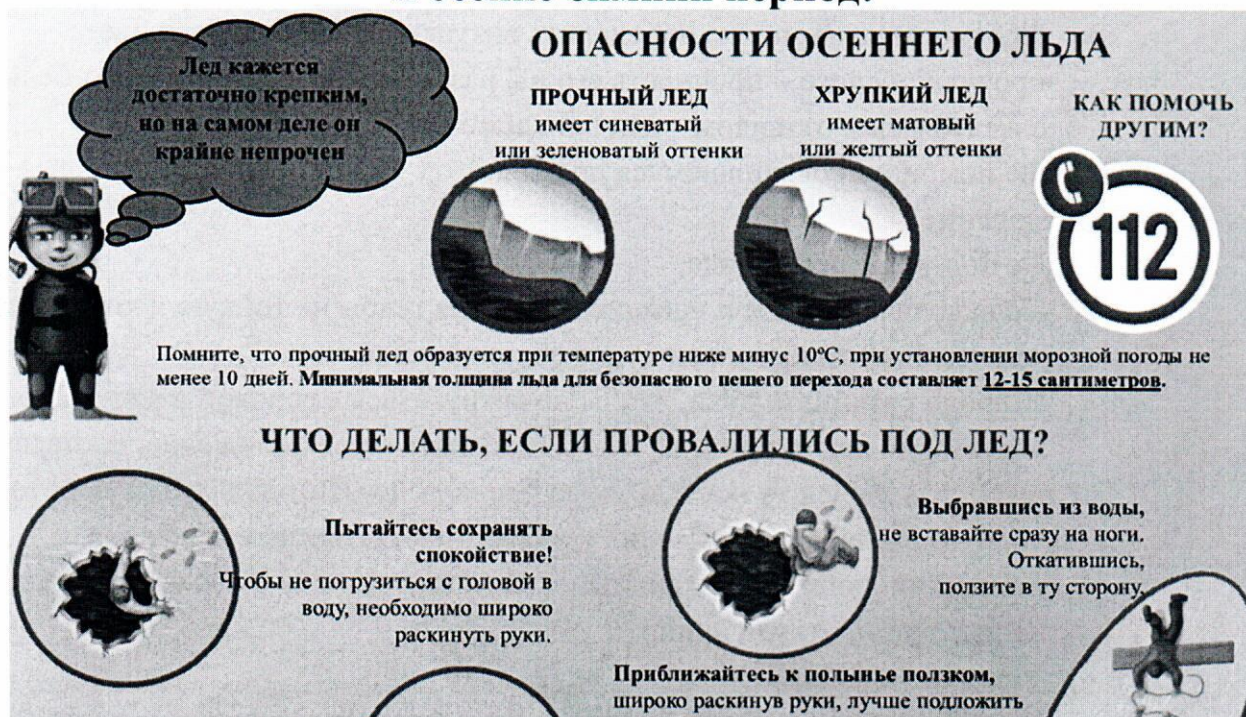 ОПАСНОСТИ ОСЕННЕГО ЛЬДА
Лед кажется
достаточно крепким,
но на самом деле он
крайне непрочен
ПРОЧНЫЙ ЛЕД
имеет синеватый
или зеленоватый оттенки
ХРУПКИЙ ЛЕД
имеет матовый
или желтый оттенки
КАК ПОМОЧЬ
ДРУГИМ?
112
Помните, что прочный лед образуется при температуре ниже минус 10°С, при установлении морозной погоды не
менее 10 дней. Минимальная толщина льда для безопасного пешего перехода составляет 12-15 сантиметров.
ЧТО ДЕЛАТЬ, ЕСЛИ ПРОВАЛИЛИСЬ ПОД ЛЕД?
Пытайтесь сохранять
спокойствие!
Чтобы не погрузиться с головой в
воду, необходимо широко
раскинуть руки.
Выбравшись из воды,
не вставайте сразу на ноги.
Откатившись,
ползите в ту сторону,
Приближайтесь к полынье ползком,
широко раскинув руки, лучше подложить